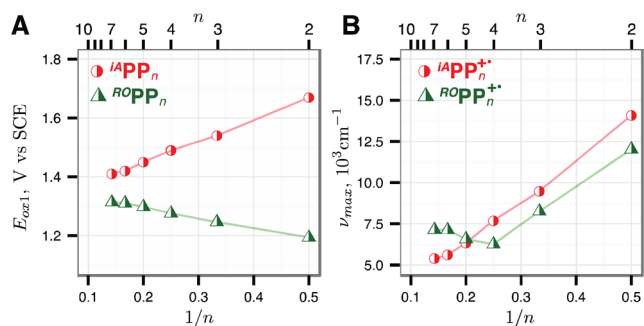 A
n
10 7 5 4 3 2
iAPPn
ROPPn
1.8
1.6
1.4
1.2
Eox1, V vs SCE
0.1 0.2 0.3 0.4 0.5
1/n
B
n
10 7 5 4 3 2
iAPPn+•
ROPPn+•
17.5
15.0
12.5
10.0
7.5
5.0
νmax, 10³cm⁻¹
0.1 0.2 0.3 0.4 0.5
1/n